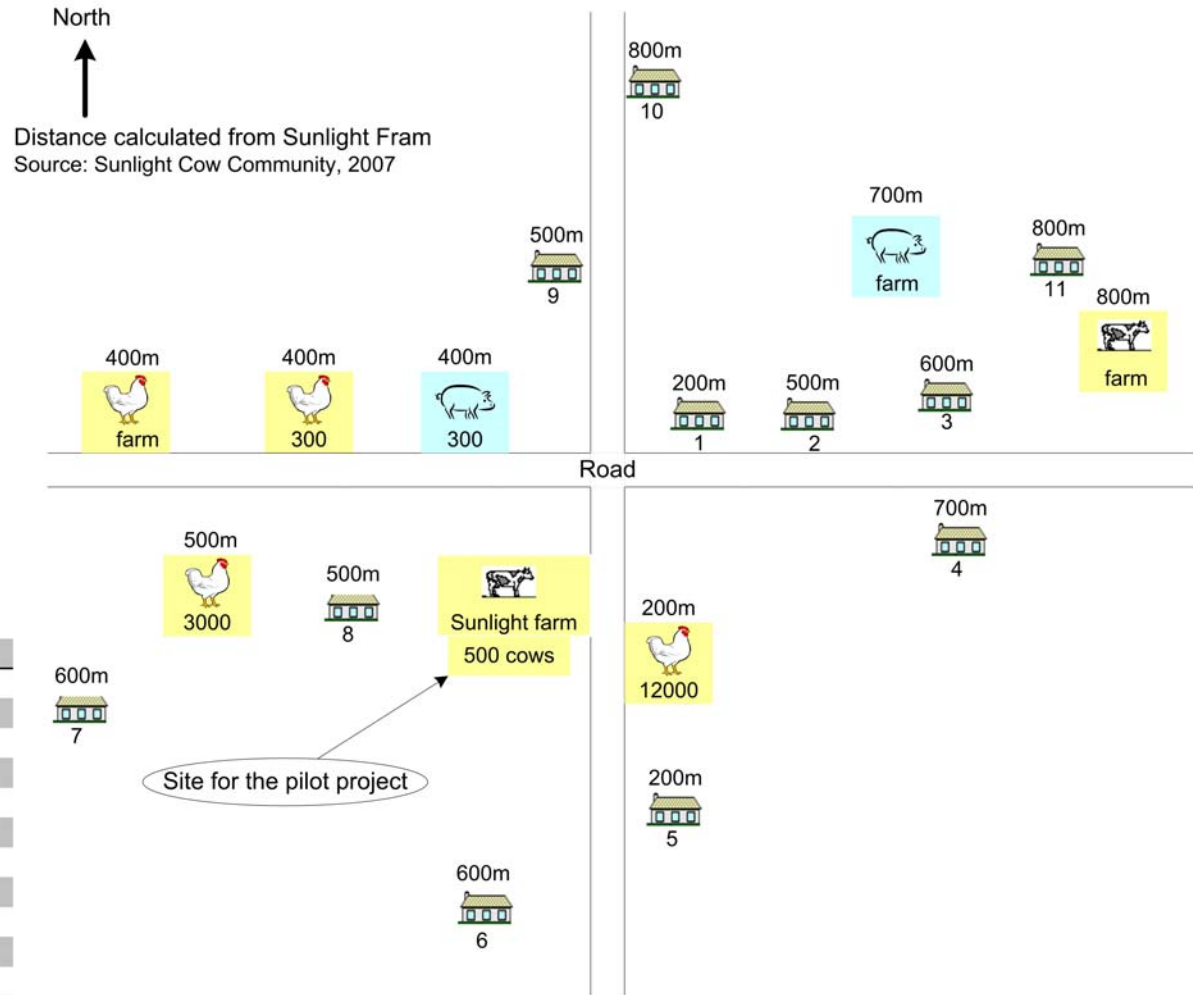 North
Distance calculated from Sunlight Fram
Source: Sunlight Cow Community, 2007
800m
10
700m
farm
500m
9
800m
11
800m
farm
400m
farm
400m
300
400m
300
200m
1
500m
2
600m
3
Road
500m
3000
500m
8
Sunlight farm
500 cows
700m
4
200m
12000
600m
7
Site for the pilot project
200m
5
600m
6